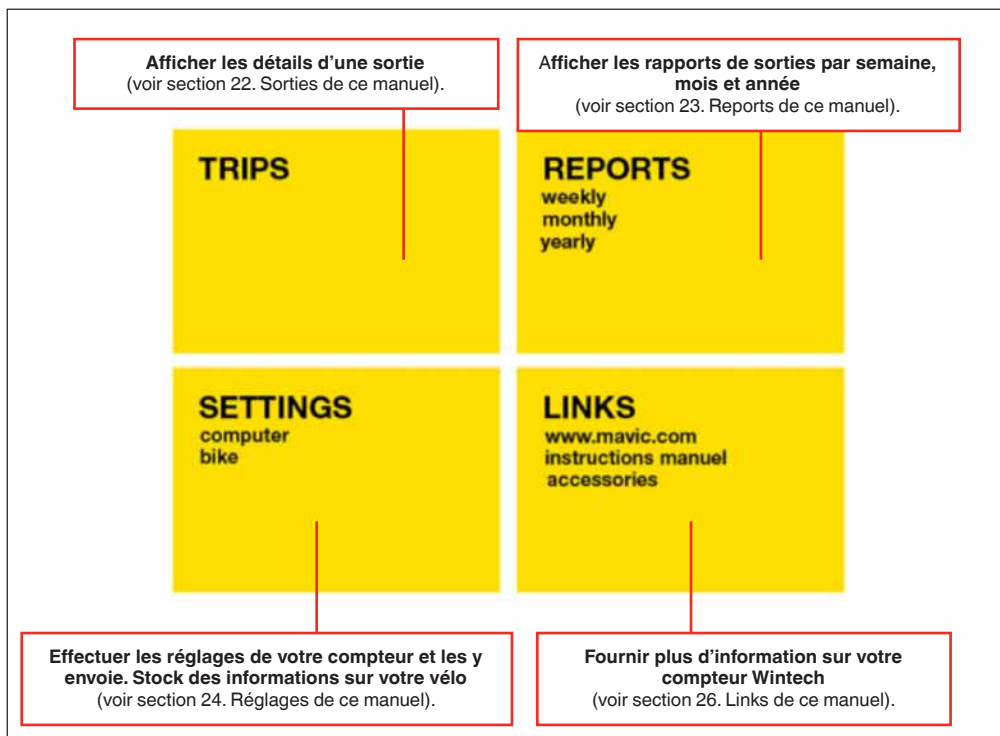 Afficher les détails d'une sortie
(voir section 22. Sorties de ce manuel).
Afficher les rapports de sorties par semaine,
mois et année
(voir section 23. Reports de ce manuel).
TRIPS
REPORTS
weekly
monthly
yearly
SETTINGS
computer
bike
LINKS
www.mavic.com
instructions manuel
accessories
Effectuer les réglages de votre compteur et les y
envoie. Stock des informations sur votre vélo
(voir section 24. Réglages de ce manuel).
Fournir plus d'information sur votre
compteur Wintech
(voir section 26. Links de ce manuel).